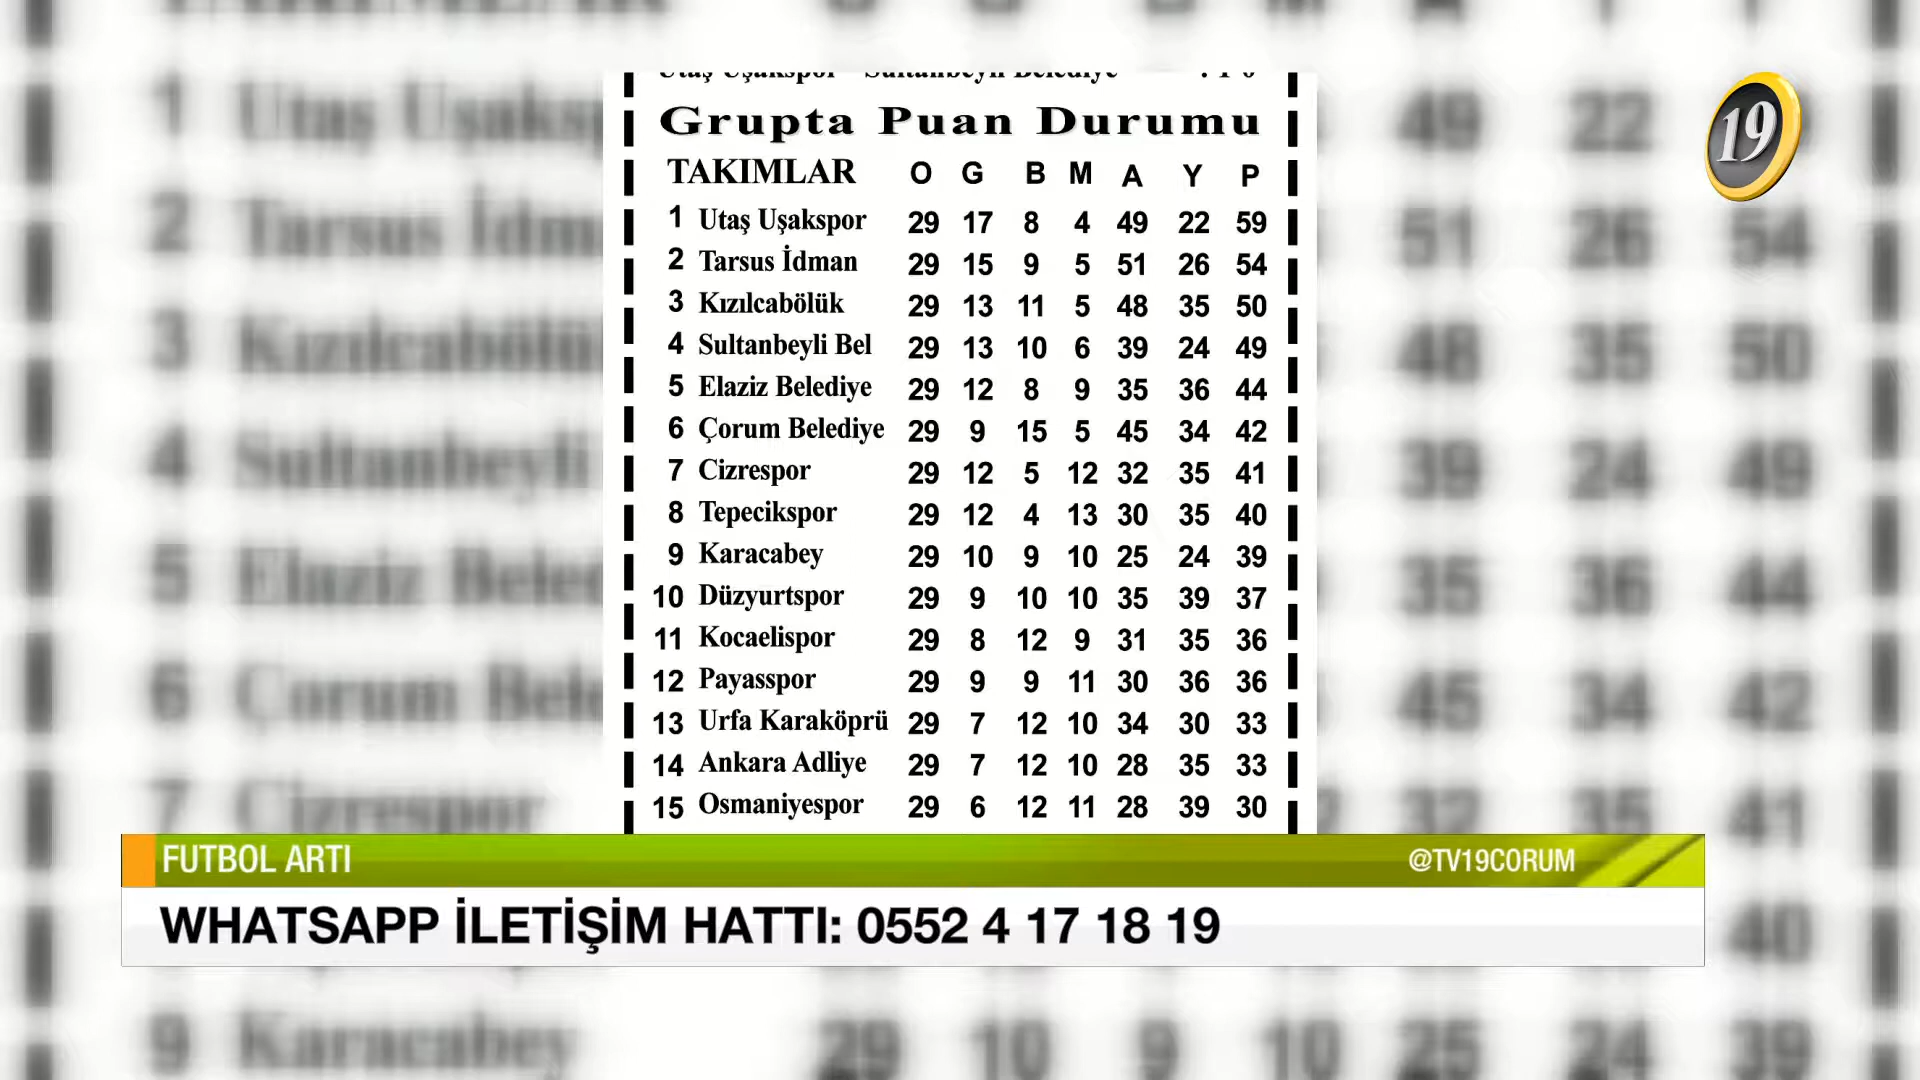 Utaş Uşakspor - Sultanbeyli Belediye : 1-0
Grupta Puan Durumu
19
TAKIMLAR O G B M A Y P
1 Utaş Uşakspor 29 17 8 4 49 22 59
2 Tarsus İdman 29 15 9 5 51 26 54
3 Kızılcabölük 29 13 11 5 48 35 50
4 Sultanbeyli Bel 29 13 10 6 39 24 49
5 Elaziz Belediye 29 12 8 9 35 36 44
6 Çorum Belediye 29 9 15 5 45 34 42
7 Cizrespor 29 12 5 12 32 35 41
8 Tepecikspor 29 12 4 13 30 35 40
9 Karacabey 29 10 9 10 25 24 39
10 Düzyurtspor 29 9 10 10 35 39 37
11 Kocaelispor 29 8 12 9 31 35 36
12 Payasspor 29 9 9 11 30 36 36
13 Urfa Karaköprü 29 7 12 10 34 30 33
14 Ankara Adliye 29 7 12 10 28 35 33
15 Osmaniyespor 29 6 12 11 28 39 30
FUTBOL ARTI @TV19CORUM
WHATSAPP İLETİŞİM HATTI: 0552 4 17 18 19